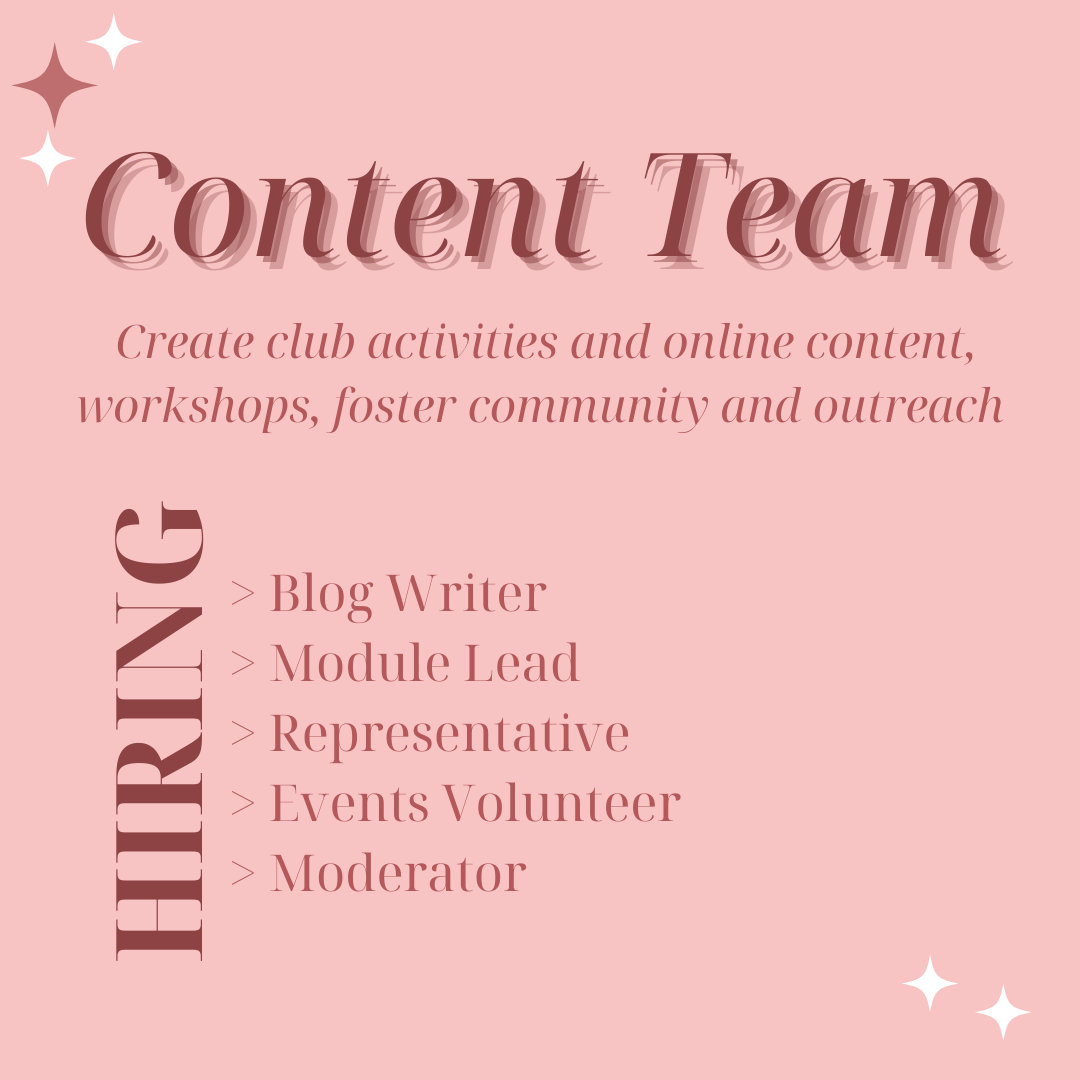 Content Team
Create club activities and online content,
workshops, foster community and outreach
HIRING
> Blog Writer
> Module Lead
> Representative
> Events Volunteer
> Moderator